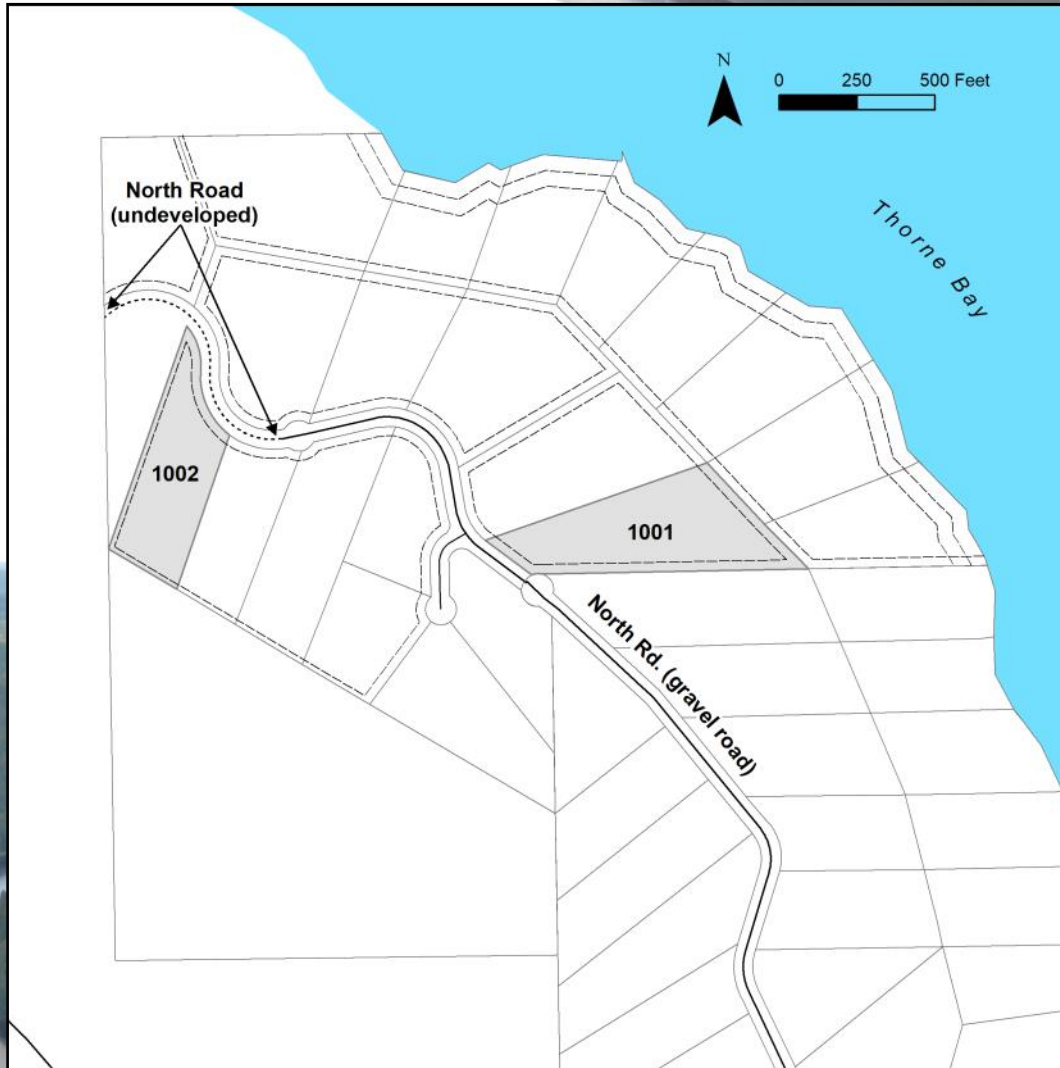 N
0 250 500 Feet
North Road
(undeveloped)
Thorne Bay
1002
1001
North Rd. (gravel road)